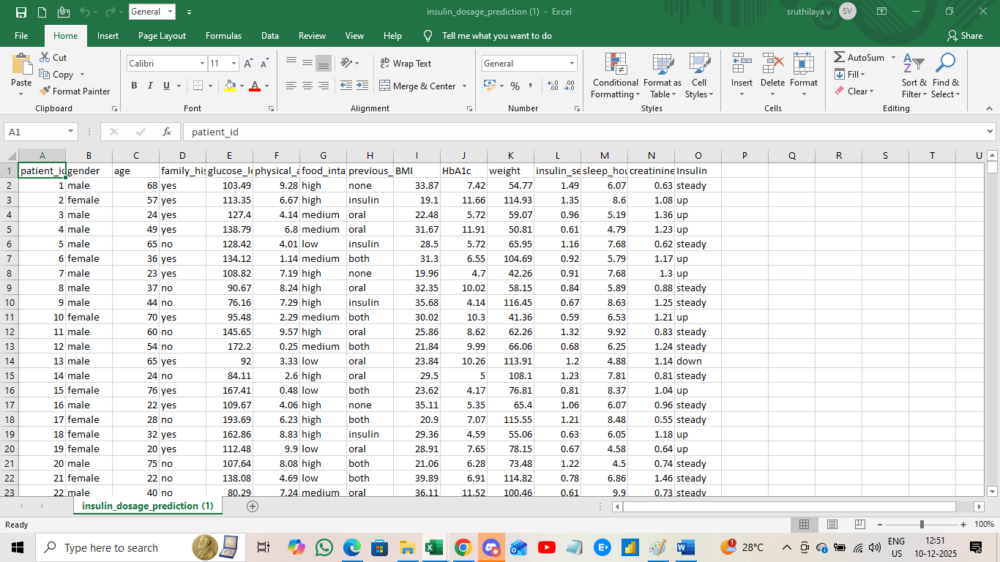 General
insulin_dosage_prediction (1) - Excel
sruthilaya v
SV
File Home Insert Page Layout Formulas Data Review View Help Tell me what you want to do Share
Paste
Cut
Copy
Format Painter
Clipboard
Calibri 11 A A
B I U A
Font
Wrap Text
Merge & Center
Alignment
General
% ,
Number
Conditional Formatting
Format as Table
Cell Styles
Styles
Insert Delete Format
Cells
AutoSum
Fill
Clear
Sort & Filter
Find & Select
Editing
A1 fx patient_id
A B C D E F G H I J K L M N O P Q R S T U
1 patient_id gender age family_his glucose_le physical_a food_inta previous_ BMI HbA1c weight insulin_se sleep_hou creatinine Insulin
2 1 male 68 yes 103.49 9.28 high none 33.87 7.42 54.77 1.49 6.07 0.63 steady
3 2 female 57 yes 113.35 6.67 high insulin 19.1 11.66 114.93 1.35 8.6 1.08 up
4 3 male 24 yes 127.4 4.14 medium oral 22.48 5.72 59.07 0.96 5.19 1.36 up
5 4 male 49 yes 138.79 6.8 medium oral 31.67 11.91 50.81 0.61 4.79 1.23 up
6 5 male 65 no 128.42 4.01 low insulin 28.5 5.72 65.95 1.16 7.68 0.62 steady
7 6 female 36 yes 134.12 1.14 medium both 31.3 6.55 104.69 0.92 5.79 1.17 up
8 7 male 23 yes 108.82 7.19 high none 19.96 4.7 42.26 0.91 7.68 1.3 up
9 8 male 37 no 90.67 8.24 high oral 32.35 10.02 58.15 0.84 5.89 0.88 steady
10 9 male 44 no 76.16 7.29 high insulin 35.68 4.14 116.45 0.67 8.63 1.25 steady
11 10 female 70 yes 95.48 2.29 medium both 30.02 10.3 41.36 0.59 6.53 1.21 up
12 11 male 60 no 145.65 9.57 high oral 25.86 8.62 62.26 1.32 9.92 0.83 steady
13 12 male 54 no 172.2 0.25 medium both 21.84 9.99 66.06 0.68 6.25 1.24 steady
14 13 male 65 yes 92 3.33 low oral 23.84 10.26 113.91 1.2 4.88 1.14 down
15 14 male 24 no 84.11 2.6 high oral 29.5 5 108.1 1.23 7.81 0.81 steady
16 15 female 76 yes 167.41 0.48 low both 23.62 4.17 76.81 0.81 8.37 1.04 up
17 16 male 22 yes 109.67 4.06 high none 35.11 5.35 65.4 1.06 6.07 0.96 steady
18 17 female 28 no 193.69 6.23 high both 20.9 7.07 115.55 1.21 8.48 0.55 steady
19 18 female 32 yes 162.86 8.83 high insulin 29.36 4.59 55.06 0.63 6.05 1.18 up
20 19 female 20 yes 112.48 9.9 low oral 28.91 7.65 78.15 0.67 4.58 0.64 up
21 20 male 75 no 107.64 8.08 high both 21.06 6.28 73.48 1.22 4.5 0.74 steady
22 21 female 22 no 138.08 4.69 low both 39.89 6.91 114.82 0.78 6.86 1.46 steady
23 22 male 40 no 80.29 7.24 medium oral 36.11 11.52 100.46 0.61 9.9 0.73 steady
insulin_dosage_prediction (1)
Ready 100%
Type here to search
1 28°C
ENG
US
12:51
10-12-2025